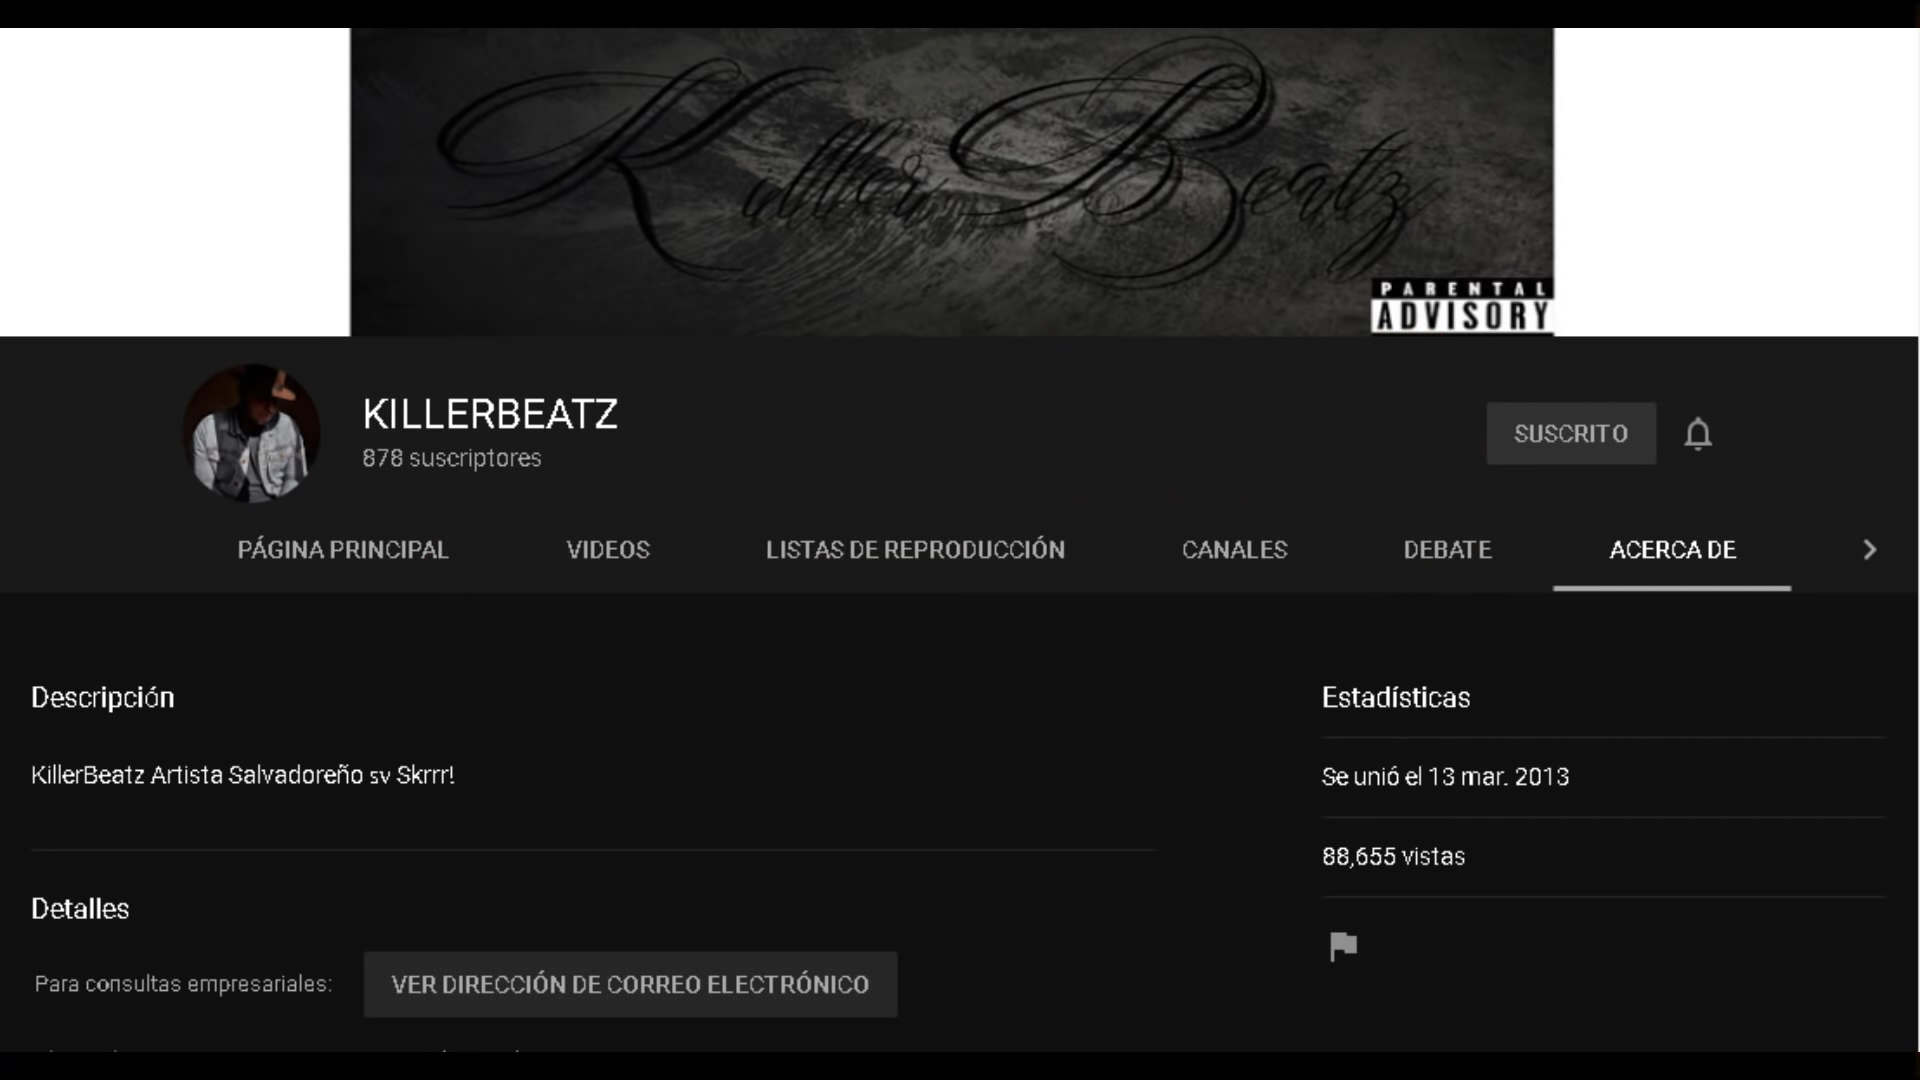 Killer Beatz
PARENTAL
ADVISORY
KILLERBEATZ
878 suscriptores
SUSCRITO
PÁGINA PRINCIPAL VIDEOS LISTAS DE REPRODUCCIÓN CANALES DEBATE ACERCA DE
Descripción
KillerBeatz Artista Salvadoreño sv Skrrr!
Detalles
Para consultas empresariales: VER DIRECCIÓN DE CORREO ELECTRÓNICO
Estadísticas
Se unió el 13 mar. 2013
88,655 vistas